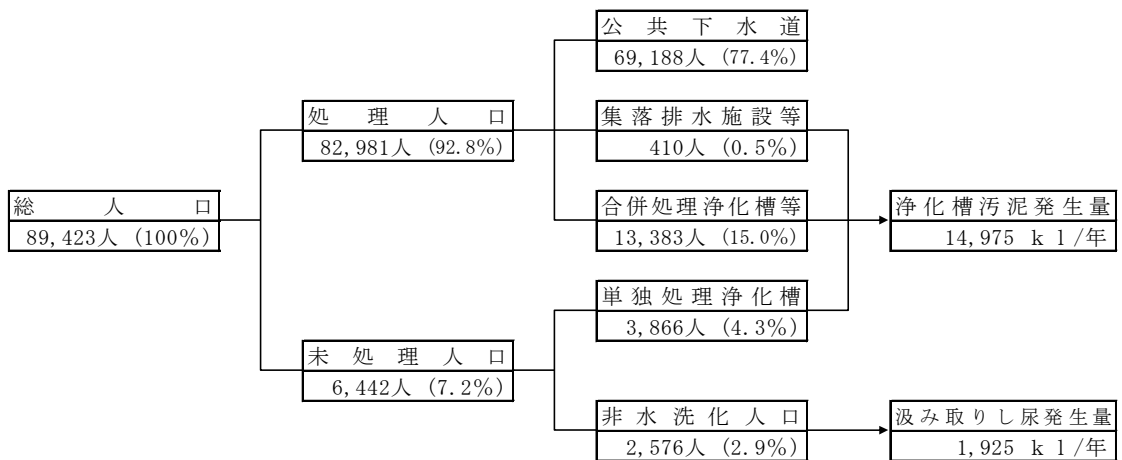 公共下水道
69,188人 (77.4%)
処理人口
82,981人 (92.8%)
集落排水施設等
410人 (0.5%)
総人口
89,423人 (100%)
合併処理浄化槽等
13,383人 (15.0%)
浄化槽汚泥発生量
14,975 kl/年
単独処理浄化槽
3,866人 (4.3%)
未処理人口
6,442人 (7.2%)
非水洗化人口
2,576人 (2.9%)
汲み取りし尿発生量
1,925 kl/年